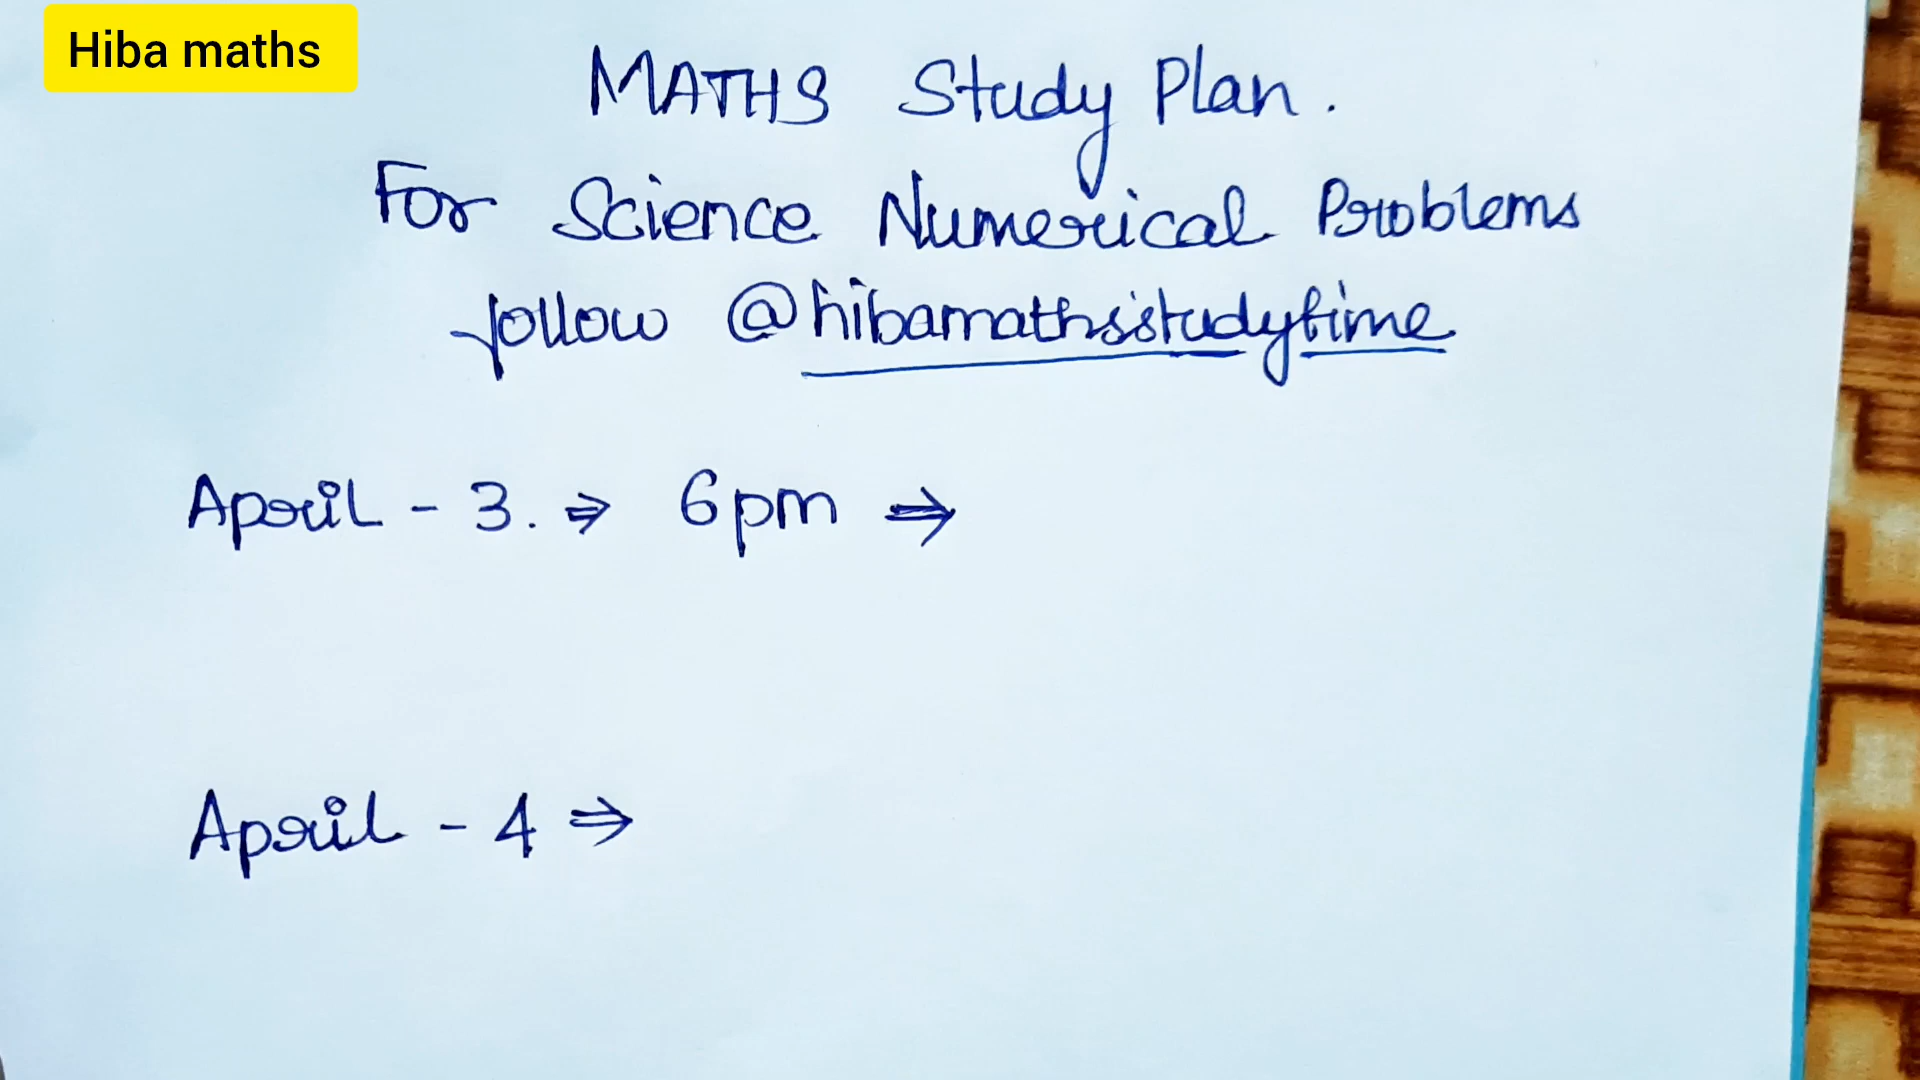 Hiba maths
MATHS Study Plan.
For Science Numerical Problems
follow @hibamathsstudytime
April - 3. ⇒ 6pm ⇒
April - 4 ⇒